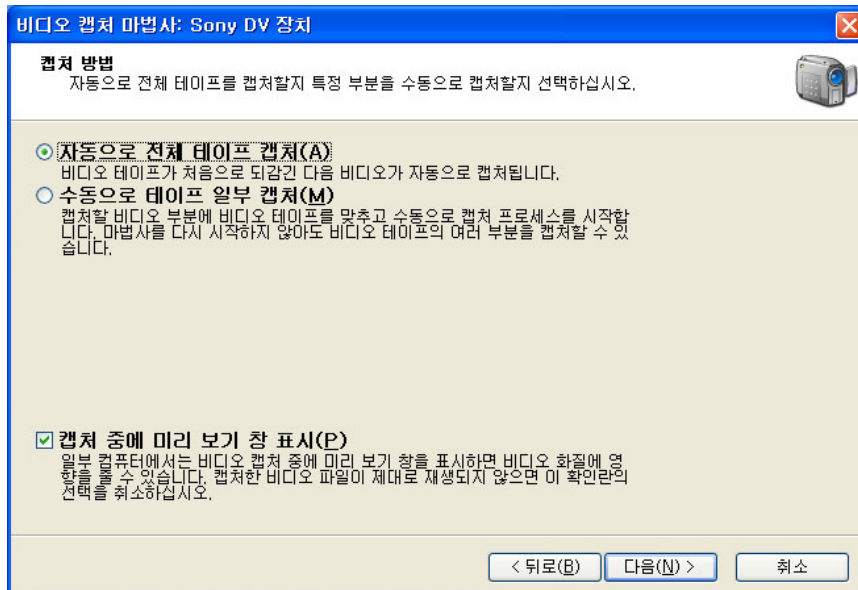 비디오 캡처 마법사: Sony DV 장치
캡처 방법
자동으로 전체 테이프를 캡처할지 특정 부분을 수동으로 캡처할지 선택하십시오.
자동으로 전체 테이프 캡처(A)
비디오 테이프가 처음으로 되감긴 다음 비디오가 자동으로 캡처됩니다.
수동으로 테이프 일부 캡처(M)
캡처할 비디오 부분에 비디오 테이프를 맞추고 수동으로 캡처 프로세스를 시작합
니다. 마법사를 다시 시작하지 않아도 비디오 테이프의 여러 부분을 캡처할 수 있
습니다.
캡처 중에 미리 보기 창 표시(P)
일부 컴퓨터에서는 비디오 캡처 중에 미리 보기 창을 표시하면 비디오 화질에 영
향을 줄 수 있습니다. 캡처한 비디오 파일이 제대로 재생되지 않으면 이 확인란의
선택을 취소하십시오.
< 뒤로(B)
다음(N) >
취소